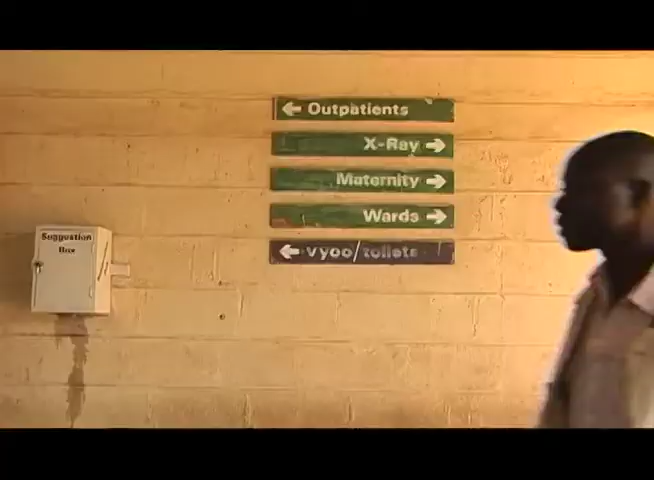 Outpatients
X-Ray
Maternity
Wards
Vyoo/toilets
Suggestion
Box